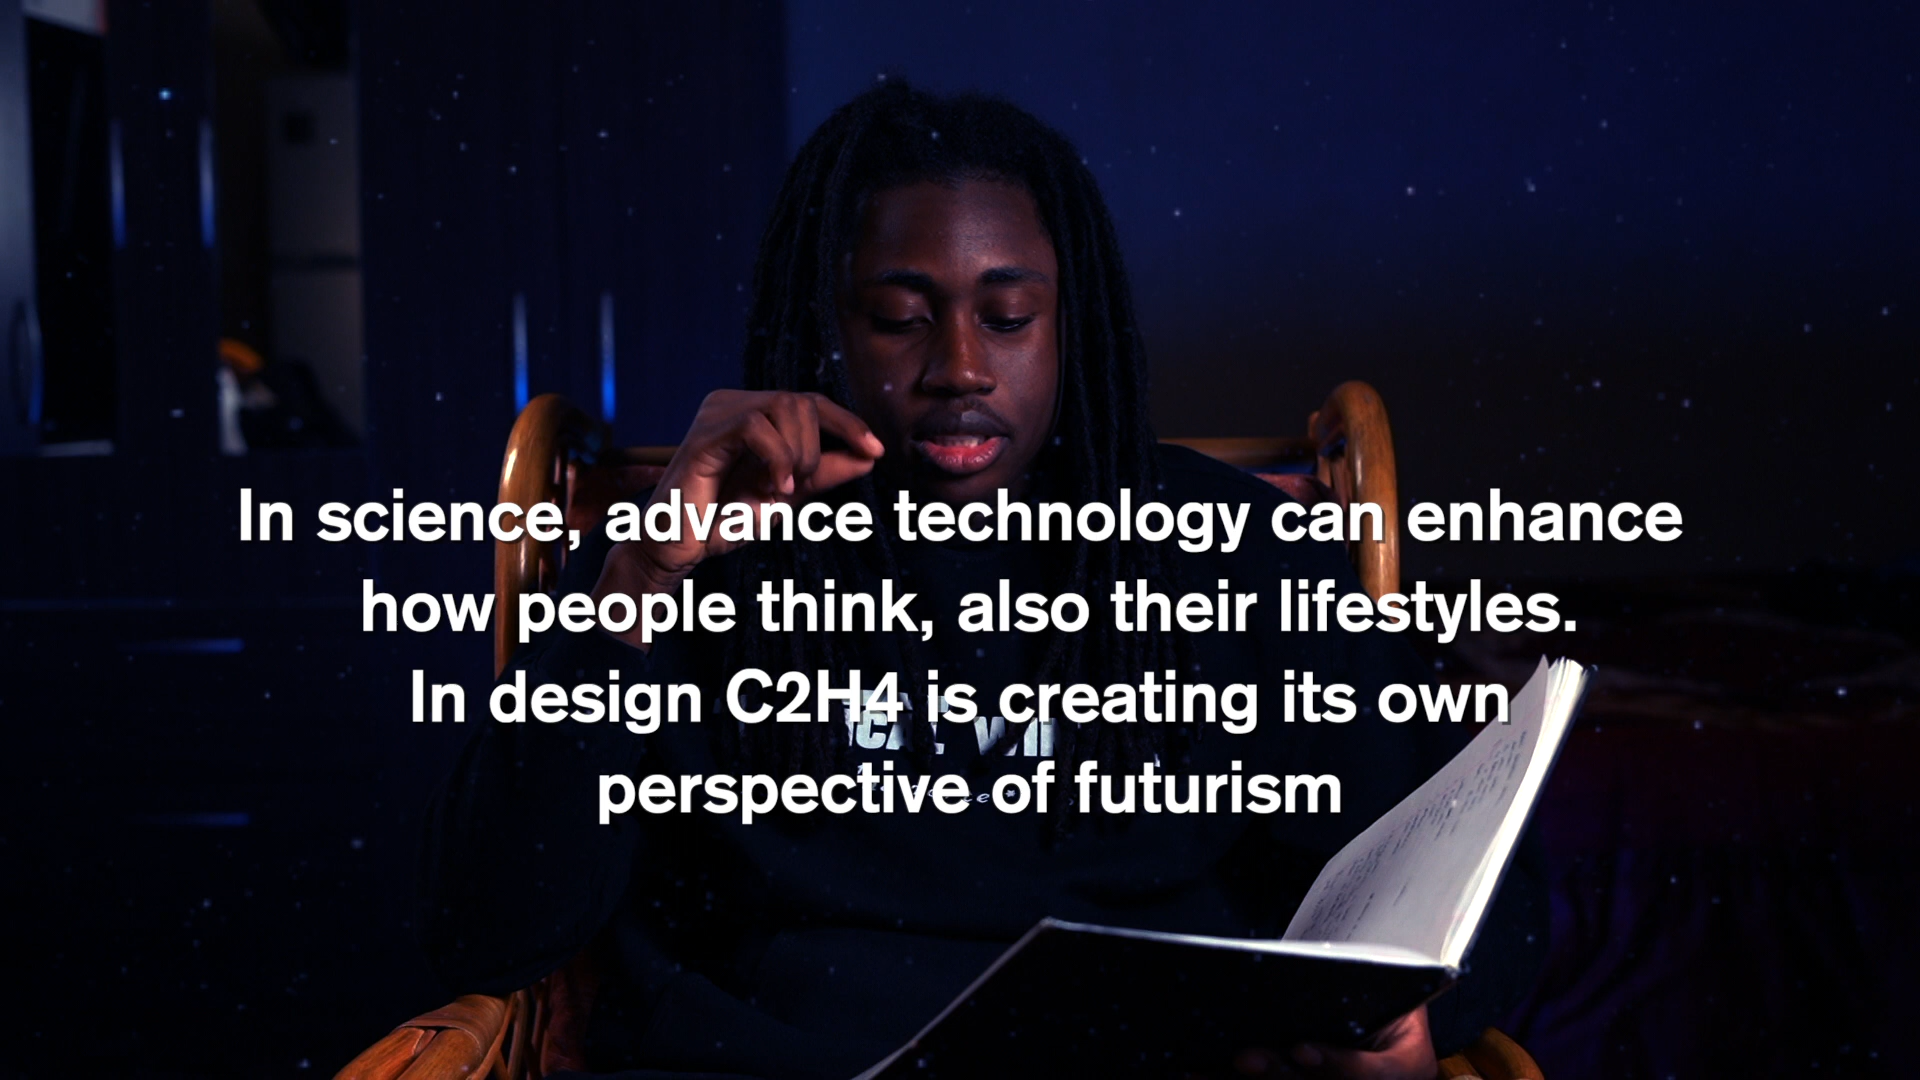 In science, advance technology can enhance
how people think, also their lifestyles.
In design C2H4 is creating its own
perspective of futurism